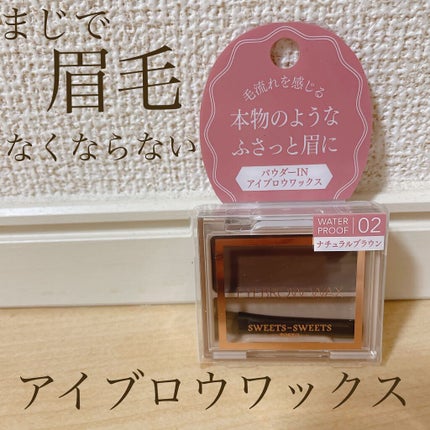 まじで
眉毛
なくならない
毛流れを感じる
本物のような
ふさっと眉に
パウダーIN
アイブロウワックス
WATER
PROOF
02
ナチュラルブラウン
EYEBROW WAX
SWEETS-SWEETS
アイブロウワックス